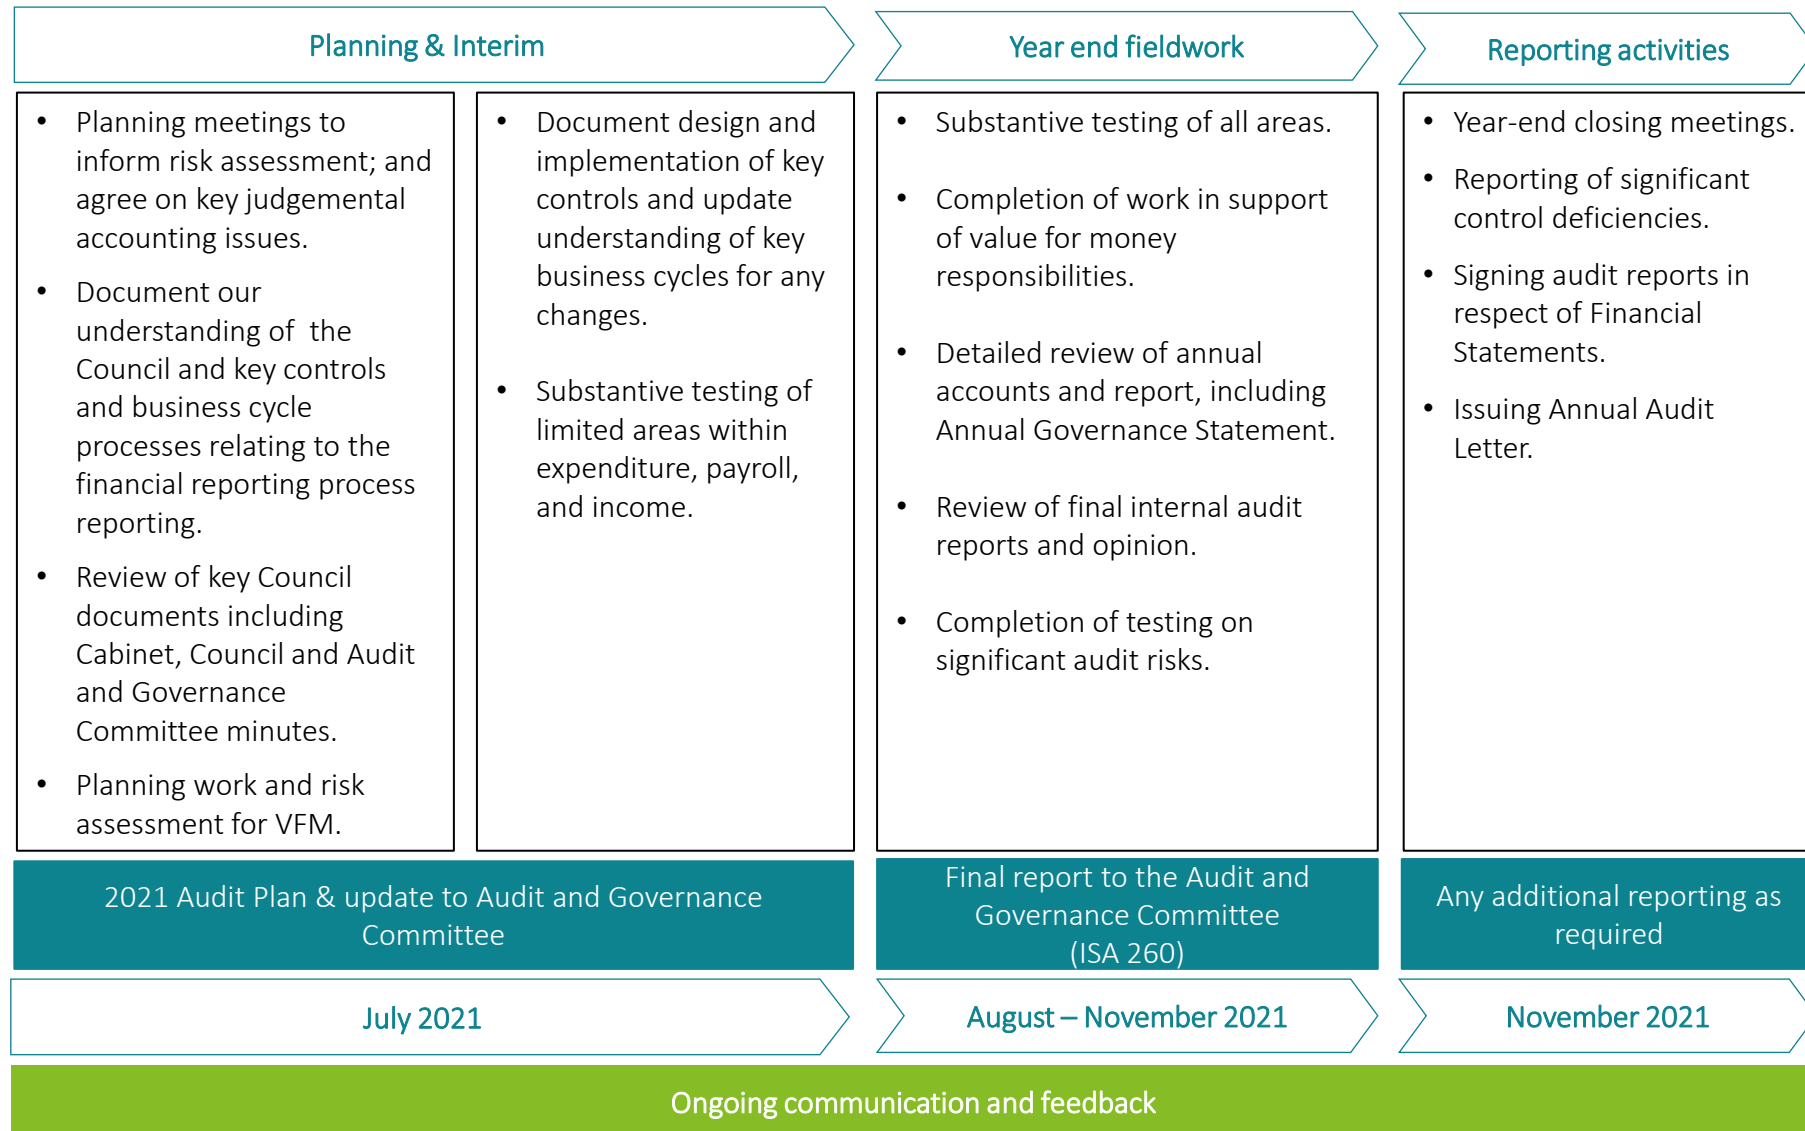 Planning & Interim
Year end fieldwork
Reporting activities
• Planning meetings to
inform risk assessment; and
agree on key judgemental
accounting issues.
• Document our
understanding of  the
Council and key controls
and business cycle
processes relating to the
financial reporting process
reporting.
• Review of key Council
documents including
Cabinet, Council and Audit
and Governance
Committee minutes.
• Planning work and risk
assessment for VFM.
• Document design and
implementation of key
controls and update
understanding of key
business cycles for any
changes.
• Substantive testing of
limited areas within
expenditure, payroll,
and income.
• Substantive testing of all areas.
• Completion of work in support
of value for money
responsibilities.
• Detailed review of annual
accounts and report, including
Annual Governance Statement.
• Review of final internal audit
reports and opinion.
• Completion of testing on
significant audit risks.
• Year-end closing meetings.
• Reporting of significant
control deficiencies.
• Signing audit reports in
respect of Financial
Statements.
• Issuing Annual Audit
Letter.
2021 Audit Plan & update to Audit and Governance
Committee
Final report to the Audit and
Governance Committee
(ISA 260)
Any additional reporting as
required
July 2021
August – November 2021
November 2021
Ongoing communication and feedback